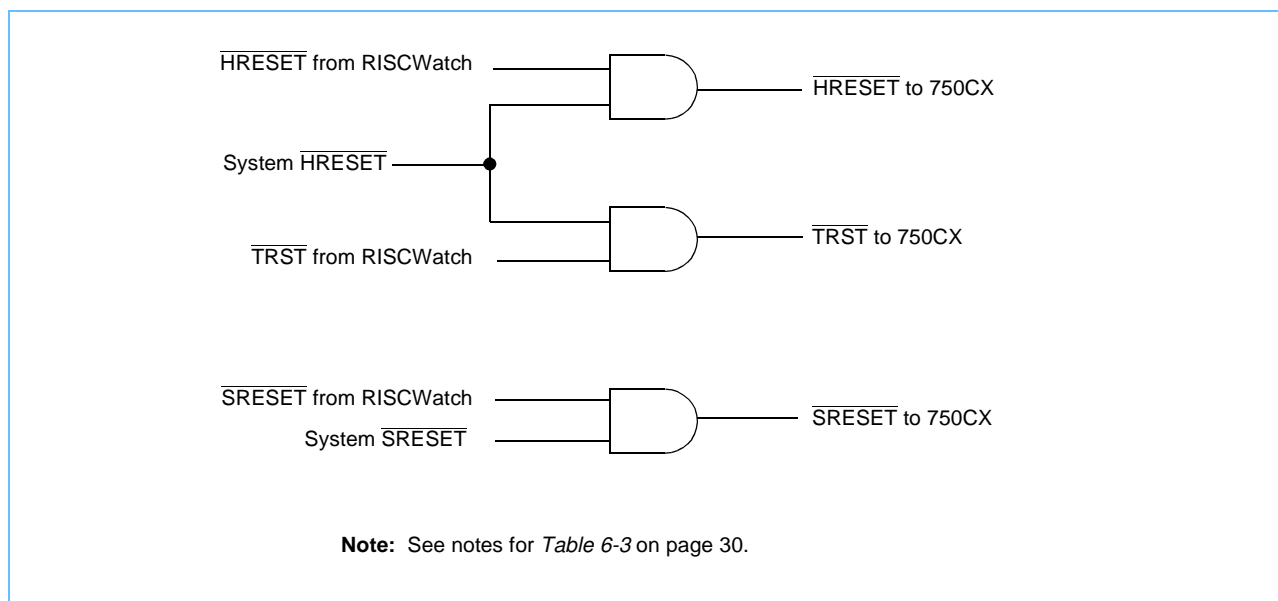 HRESET from RISCWatch
HRESET to 750CX
System HRESET
TRST to 750CX
TRST from RISCWatch
SRESET from RISCWatch
SRESET to 750CX
System SRESET
Note: See notes for Table 6-3 on page 30.